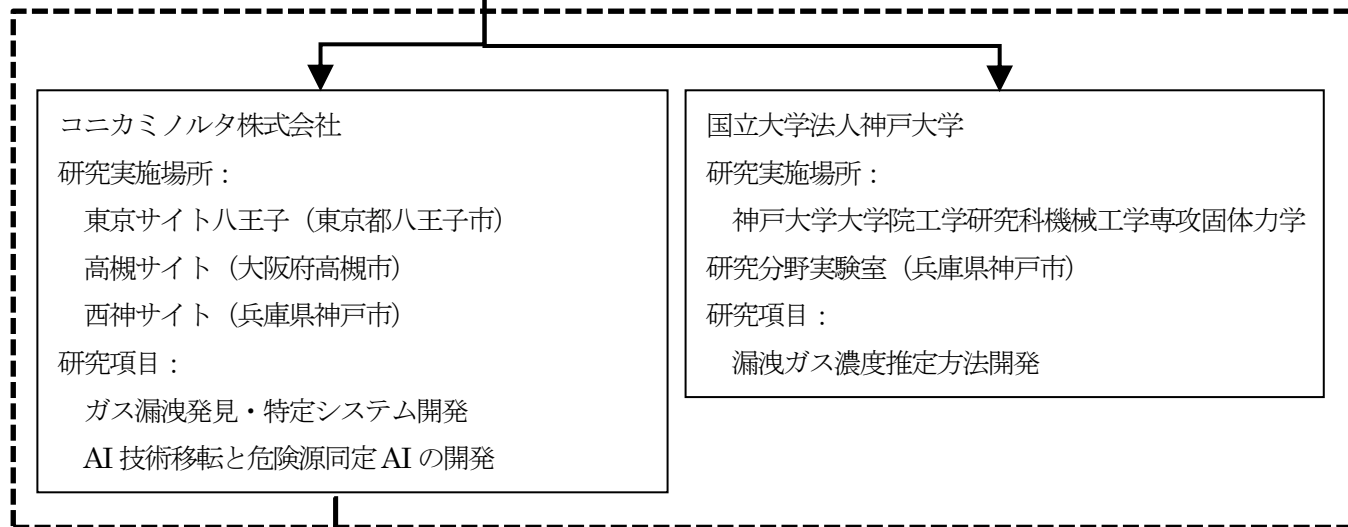 コニカミノルタ株式会社
研究実施場所：
東京サイト八王子（東京都八王子市）
高槻サイト（大阪府高槻市）
西神サイト（兵庫県神戸市）
研究項目：
ガス漏洩発見・特定システム開発
AI 技術移転と危険源同定 AI の開発
国立大学法人神戸大学
研究実施場所：
神戸大学大学院工学研究科機械工学専攻固体力学
研究分野実験室（兵庫県神戸市）
研究項目：
漏洩ガス濃度推定方法開発